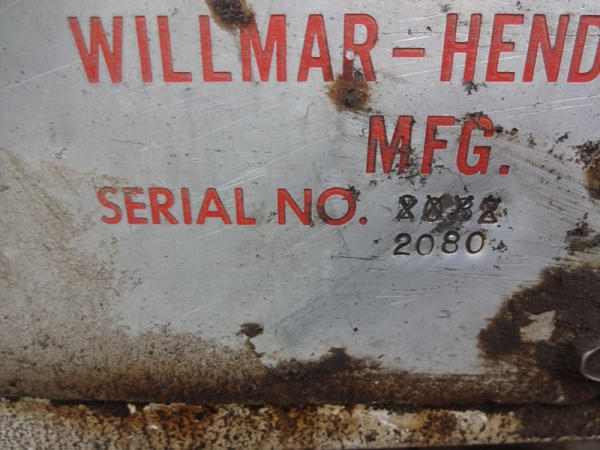 WILLMAR-HEND
MFG.
SERIAL NO.
2080